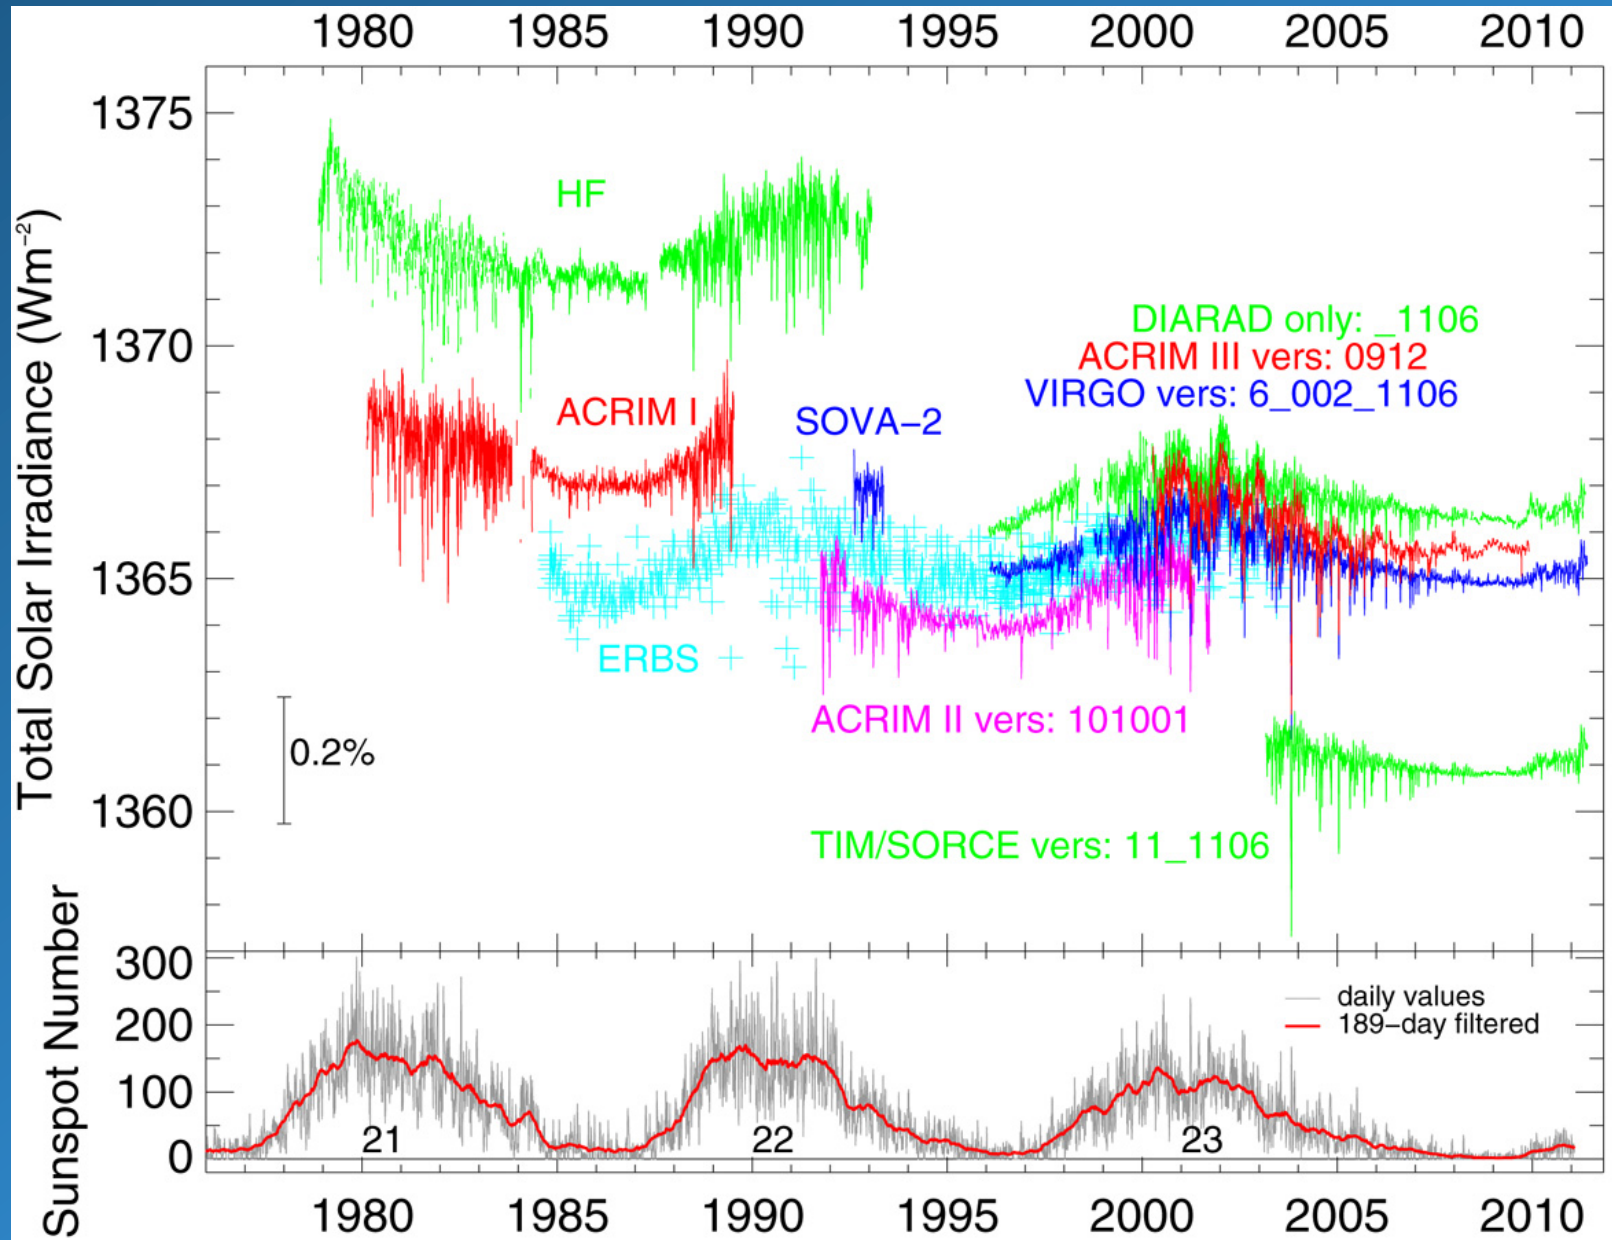 1980 1985 1990 1995 2000 2005 2010
Total Solar Irradiance (Wm⁻²)
1375
1370
1365
1360
HF
ACRIM I
SOVA−2
DIARAD only: _1106
ACRIM III vers: 0912
VIRGO vers: 6_002_1106
ERBS
ACRIM II vers: 101001
0.2%
TIM/SORCE vers: 11_1106
Sunspot Number
300
200
100
0
daily values
189−day filtered
21 22 23
1980 1985 1990 1995 2000 2005 2010